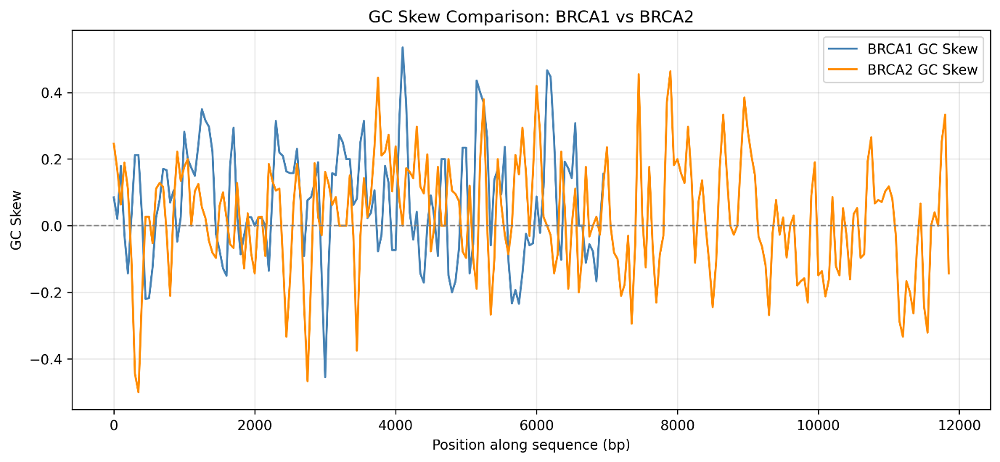 GC Skew Comparison: BRCA1 vs BRCA2
BRCA1 GC Skew
BRCA2 GC Skew
GC Skew
0.4
0.2
0.0
−0.2
−0.4
0 2000 4000 6000 8000 10000 12000
Position along sequence (bp)